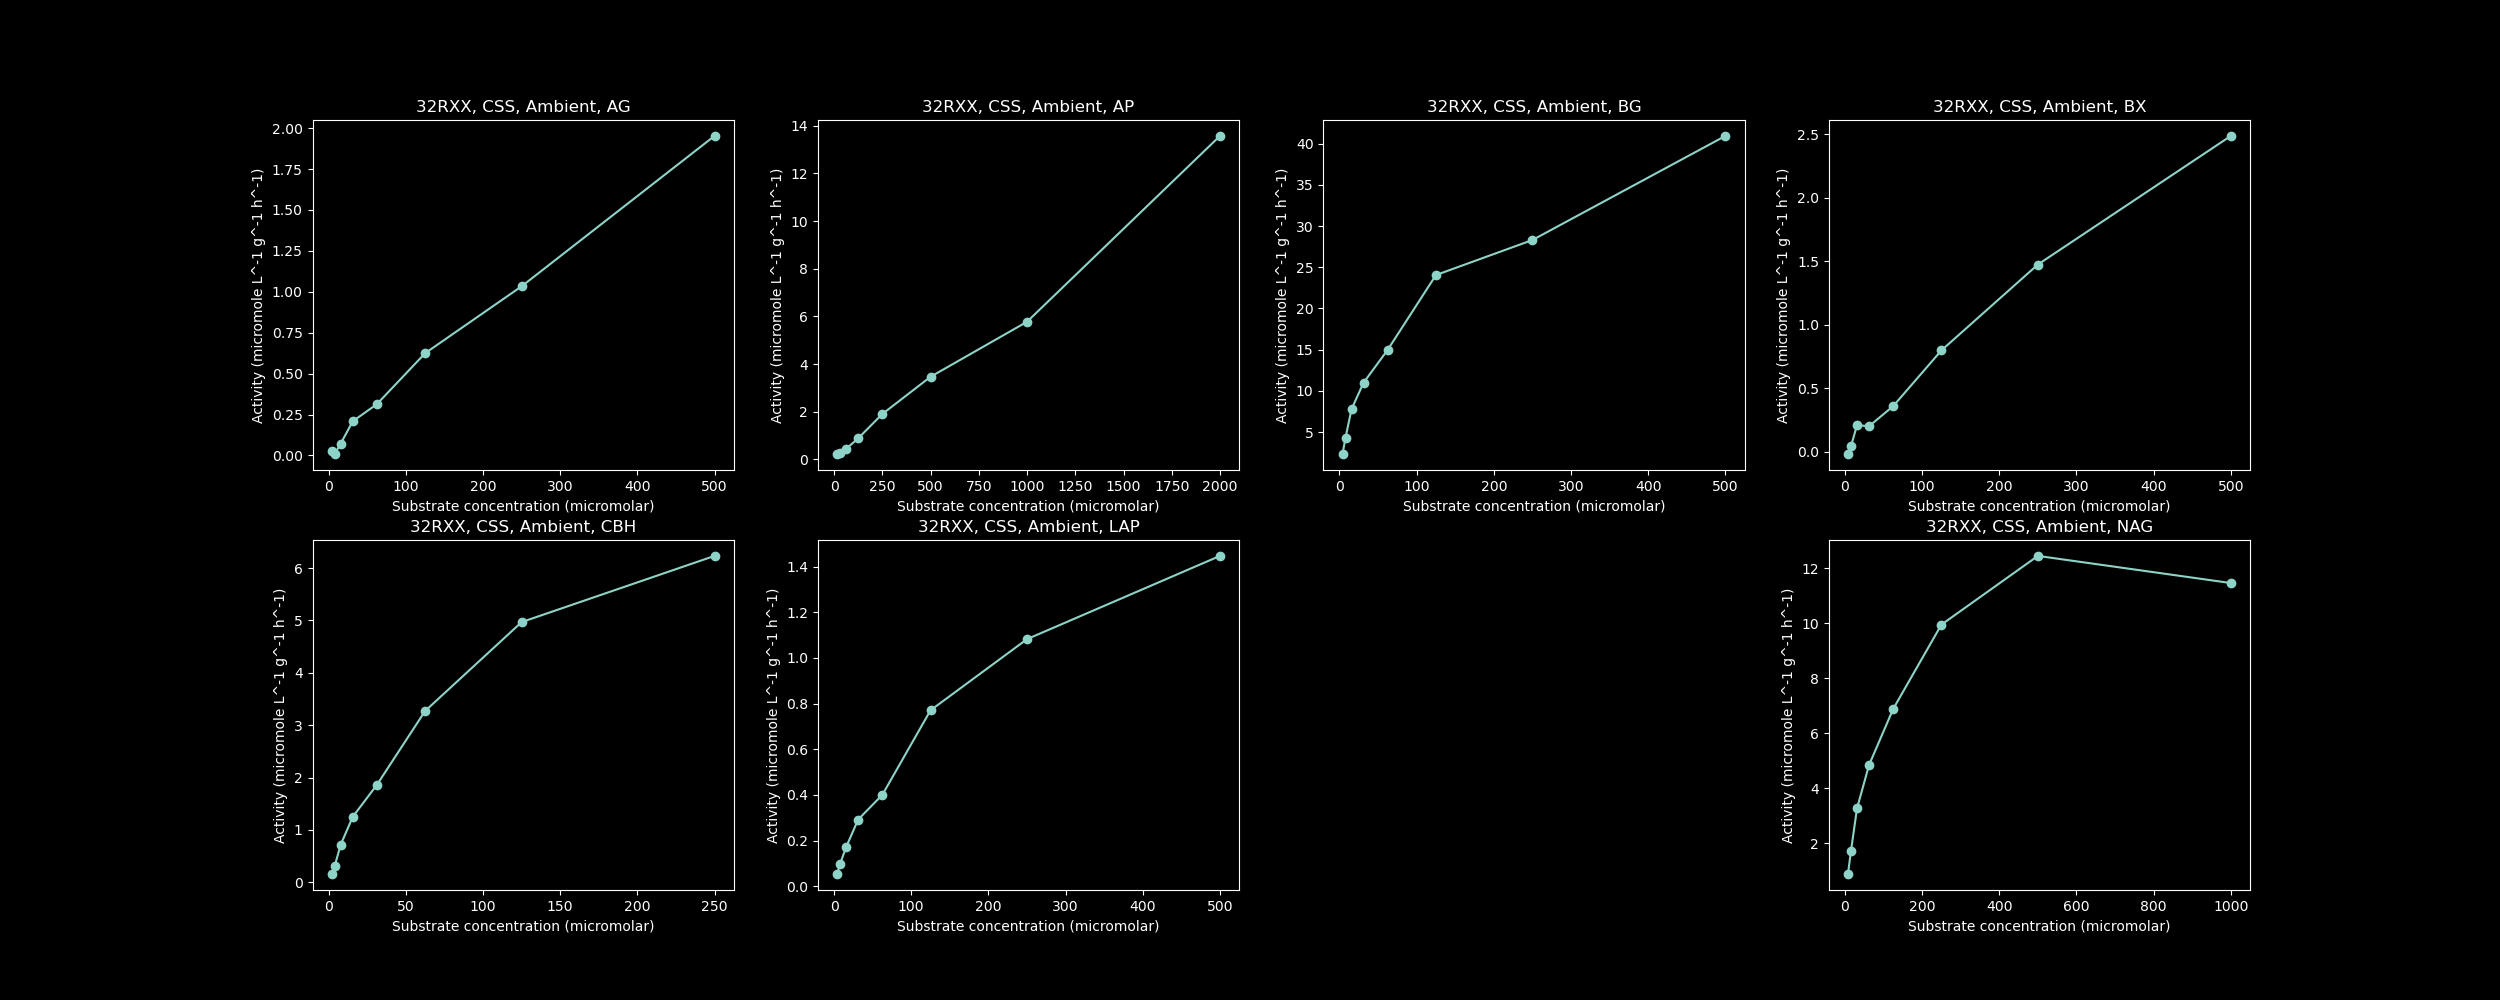 32RXX, CSS, Ambient, AG
2.00
1.75
1.50
1.25
1.00
0.75
0.50
0.25
0.00
Activity (micromole L^-1 g^-1 h^-1)
0 100 200 300 400 500
Substrate concentration (micromolar)
32RXX, CSS, Ambient, AP
14
12
10
8
6
4
2
0
Activity (micromole L^-1 g^-1 h^-1)
0 250 500 750 1000 1250 1500 1750 2000
Substrate concentration (micromolar)
32RXX, CSS, Ambient, BG
40
35
30
25
20
15
10
5
Activity (micromole L^-1 g^-1 h^-1)
0 100 200 300 400 500
Substrate concentration (micromolar)
32RXX, CSS, Ambient, BX
2.5
2.0
1.5
1.0
0.5
0.0
Activity (micromole L^-1 g^-1 h^-1)
0 100 200 300 400 500
Substrate concentration (micromolar)
32RXX, CSS, Ambient, CBH
6
5
4
3
2
1
0
Activity (micromole L^-1 g^-1 h^-1)
0 50 100 150 200 250
Substrate concentration (micromolar)
32RXX, CSS, Ambient, LAP
1.4
1.2
1.0
0.8
0.6
0.4
0.2
0.0
Activity (micromole L^-1 g^-1 h^-1)
0 100 200 300 400 500
Substrate concentration (micromolar)
32RXX, CSS, Ambient, NAG
12
10
8
6
4
2
Activity (micromole L^-1 g^-1 h^-1)
0 200 400 600 800 1000
Substrate concentration (micromolar)